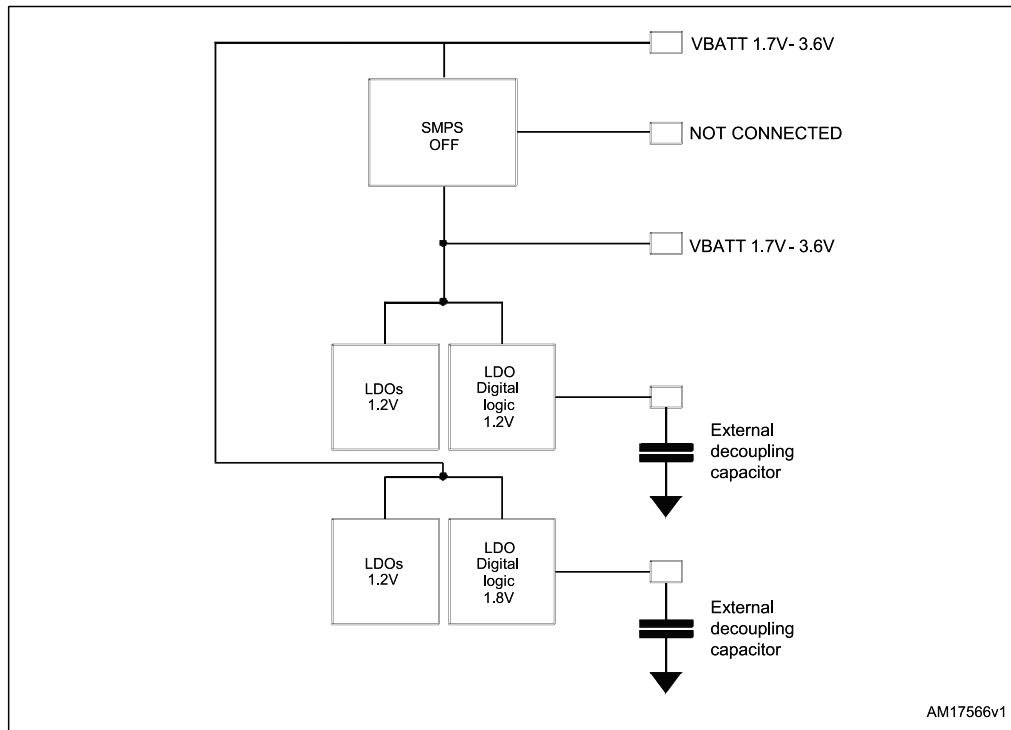 VBATT 1.7V- 3.6V
SMPS
OFF
NOT CONNECTED
VBATT 1.7V - 3.6V
LDOs
1.2V
LDO
Digital
logic
1.2V
External
decoupling
capacitor
LDOs
1.2V
LDO
Digital
logic
1.8V
External
decoupling
capacitor
AM17566v1